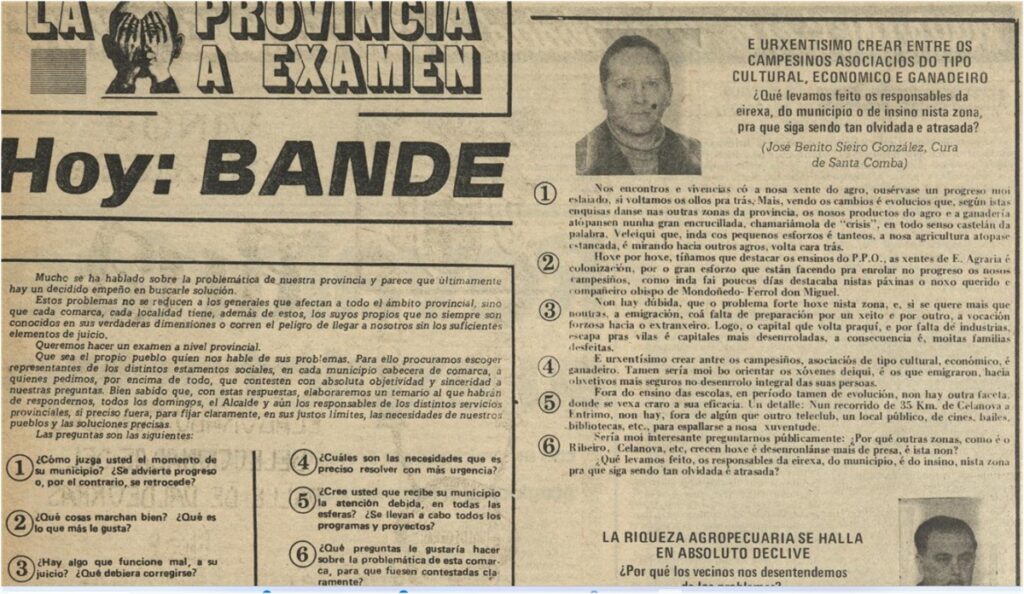 LA PROVINCIA
A EXAMEN
Hoy: BANDE
Mucho se ha hablado sobre la problemática de nuestra provincia y parece que últimamente
hay un decidido empeño en buscarle solución.
Estos problemas no se reducen a los generales que afectan a todo el ámbito provincial, sino
que cada comarca, cada localidad tiene, además de estos, los suyos propios que no siempre son
conocidos en sus verdaderas dimensiones o corren el peligro de llegar a nosotros sin los suficientes
elementos de juicio.
Queremos hacer un examen a nivel provincial.
Que sea el propio pueblo quien nos hable de sus problemas. Para ello procuramos escoger
representantes de los distintos estamentos sociales, en cada municipio cabecera de comarca, a
quienes pedimos, por encima de todo, que contesten con absoluta objetividad y sinceridad a
nuestras preguntas. Bien sabido que, con estas respuestas, elaboraremos un temario al que habrán
de respondernos, todos los domingos, el Alcalde y aún los responsables de los distintos servicios
provinciales, si preciso fuera, para fijar claramente, en sus justos límites, las necesidades de nuestros
pueblos y las soluciones precisas.
Las preguntas son las siguientes:
1 ¿Cómo juzga usted el momento de
su municipio? ¿Se advierte progreso
o, por el contrario, se retrocede?
2 ¿Qué cosas marchan bien? ¿Qué es
lo que más le gusta?
3 ¿Hay algo que funcione mal, a su
juicio? ¿Qué debiera corregirse?
4 ¿Cuáles son las necesidades que es
preciso resolver con más urgencia?
5 ¿Cree usted que recibe su municipio
la atención debida, en todas las
esferas? ¿Se llevan a cabo todos los
programas y proyectos?
6 ¿Qué preguntas le gustaría hacer
sobre la problemática de esta comar-
ca, para que fuesen contestadas cla
ramente?
E URXENTISIMO CREAR ENTRE OS
CAMPESINOS ASOCIACIOS DO TIPO
CULTURAL, ECONOMICO E GANADEIRO
¿Qué levamos feito os responsables da
eirexa, do municipio o de insino nista zona,
pra que siga sendo tan olvidada e atrasada?
(José Benito Sieiro González, Cura
de Santa Comba)
1 Nos encontros e vivencias có a nosa xente do agro, ousérvase un progreso moi
eslaiado, si voltamos os ollos pra trás. Mais, vendo os cambios é evolucios que, según istas
enquisas danse nas outras zonas da provincia, os nosos productos do agro e a ganadería
atópansen nunha gran encrucillada, chamariámola de "crisis", en todo senso castelán da
palabra. Veleiquí que, inda cos pequenos esforzos é tanteos, a nosa agricultura atopase
estancada, é mirando hacia outros agros, volta cara trás.
2 Hoxe por hoxe, tiñamos que destacar os ensinos do P.P.O., as xentes de E. Agraria é
colonización, por o gran esforzo que están facendo pra enrolar no progreso os nosos
campesiños, como inda fai poucos días destacaba nistas páxinas o noxo querido e
compañeiro obispo de Mondoñedo-Ferrol don Miguel.
3 Non hay dúbida, que o problema forte hoxe nista zona, e, si se quere mais que
noutras, a emigración, coá falta de preparación por un xeito e por outro, a vocación
forzosa hacia o extranxeiro. Logo, o capital que volta praquí, e por falta de industrias,
escapa pras vilas é capitales mais desenroladas, a consecuencia é, moitas familias
desfeitas.
4 E urxentísimo crear antre os campesiños, asociaciós de tipo cultural, económico, é
ganadeiro. Tamen sería moi bo orientar os xóvenes deiquí, é os que emigraron, hacia
obxetivos mais seguros no desenrrolo integral das suas persoas.
5 Fora do ensino das escolas, en período tamen de evolución, non hay outra faceta,
donde se vexa craro a sua eficacia. Un detalle: Nun recorrido de 35 Km. de Celanova a
Entrimo, non hay, fora de algún que outro teleclub, un local público, de cines, bailes,
bibliotecas, etc., para espallarse a nosa xuventude.
6 Sería moi interesante preguntarnos públicamente: ¿Por qué outras zonas, como é o
Ribeiro, Celanova, etc, crecen hoxe é desenronlánse mais de presa, é ista non?
¿Qué levamos feito, os responsables da eirexa, do municipio, é do insino, nista zona
pra que siga sendo tan olvidada é atrasada?
LA RIQUEZA AGROPECUARIA SE HALLA
EN ABSOLUTO DECLIVE
¿Por qué los vecinos nos desentendemos